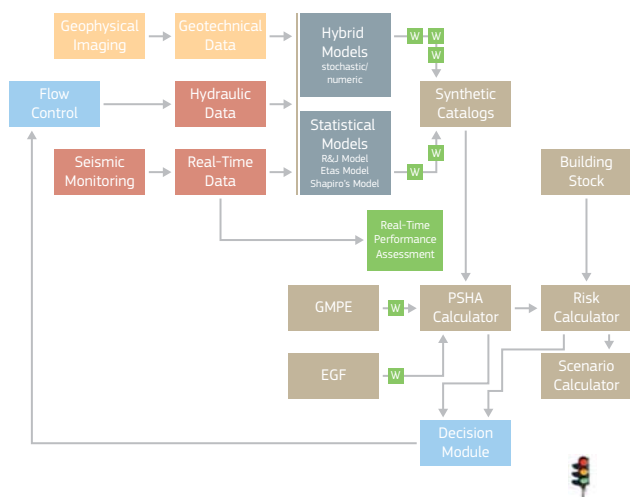 Geophysical
Imaging
Geotechnical
Data
Hybrid
Models
stochastic/
numeric
W
W
W
Flow
Control
Hydraulic
Data
Synthetic
Catalogs
Statistical
Models
R&J Model
Etas Model
Shapiro's Model
W
W
Seismic
Monitoring
Real-Time
Data
Building
Stock
Real-Time
Performance
Assessment
GMPE
W
PSHA
Calculator
Risk
Calculator
EGF
W
Scenario
Calculator
Decision
Module